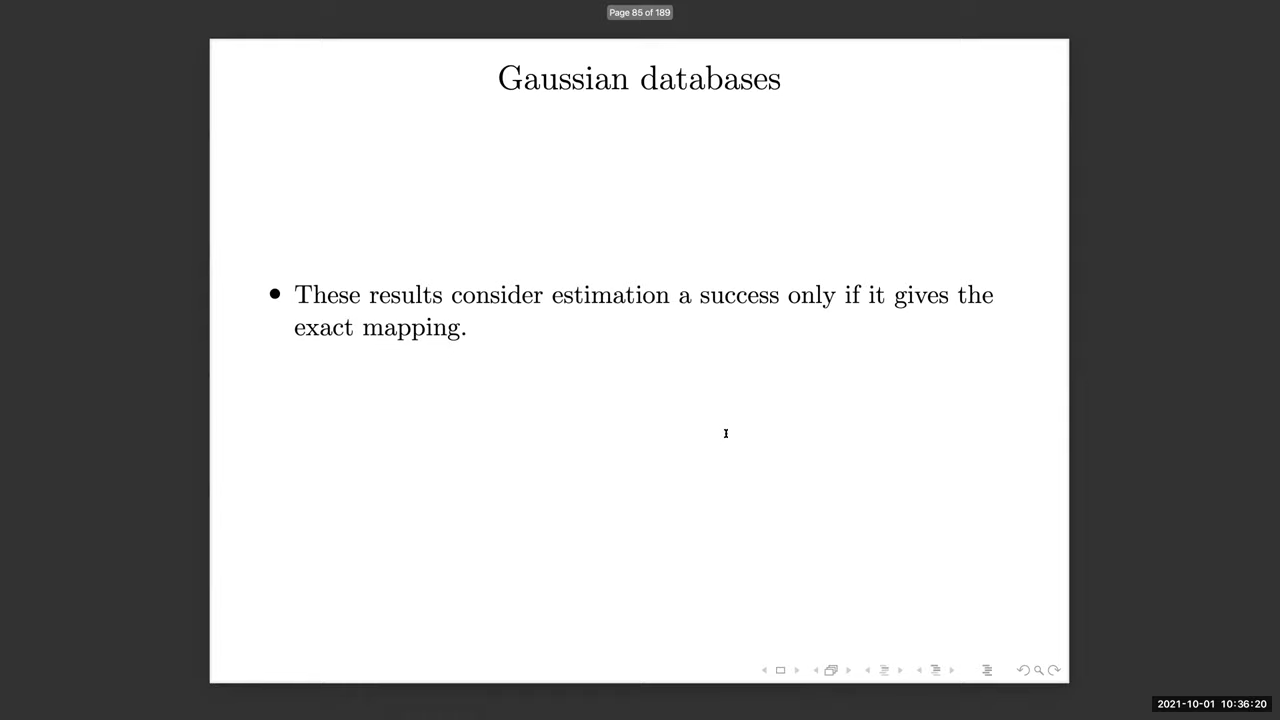 Page 85 of 189
Gaussian databases
• These results consider estimation a success only if it gives the
exact mapping.
2021-10-01 10:36:20